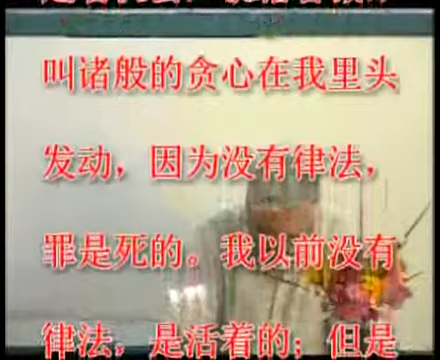 叫诸般的贪心在我里头
发动，因为没有律法，
罪是死的。我以前没有
律法，是活着的；但是